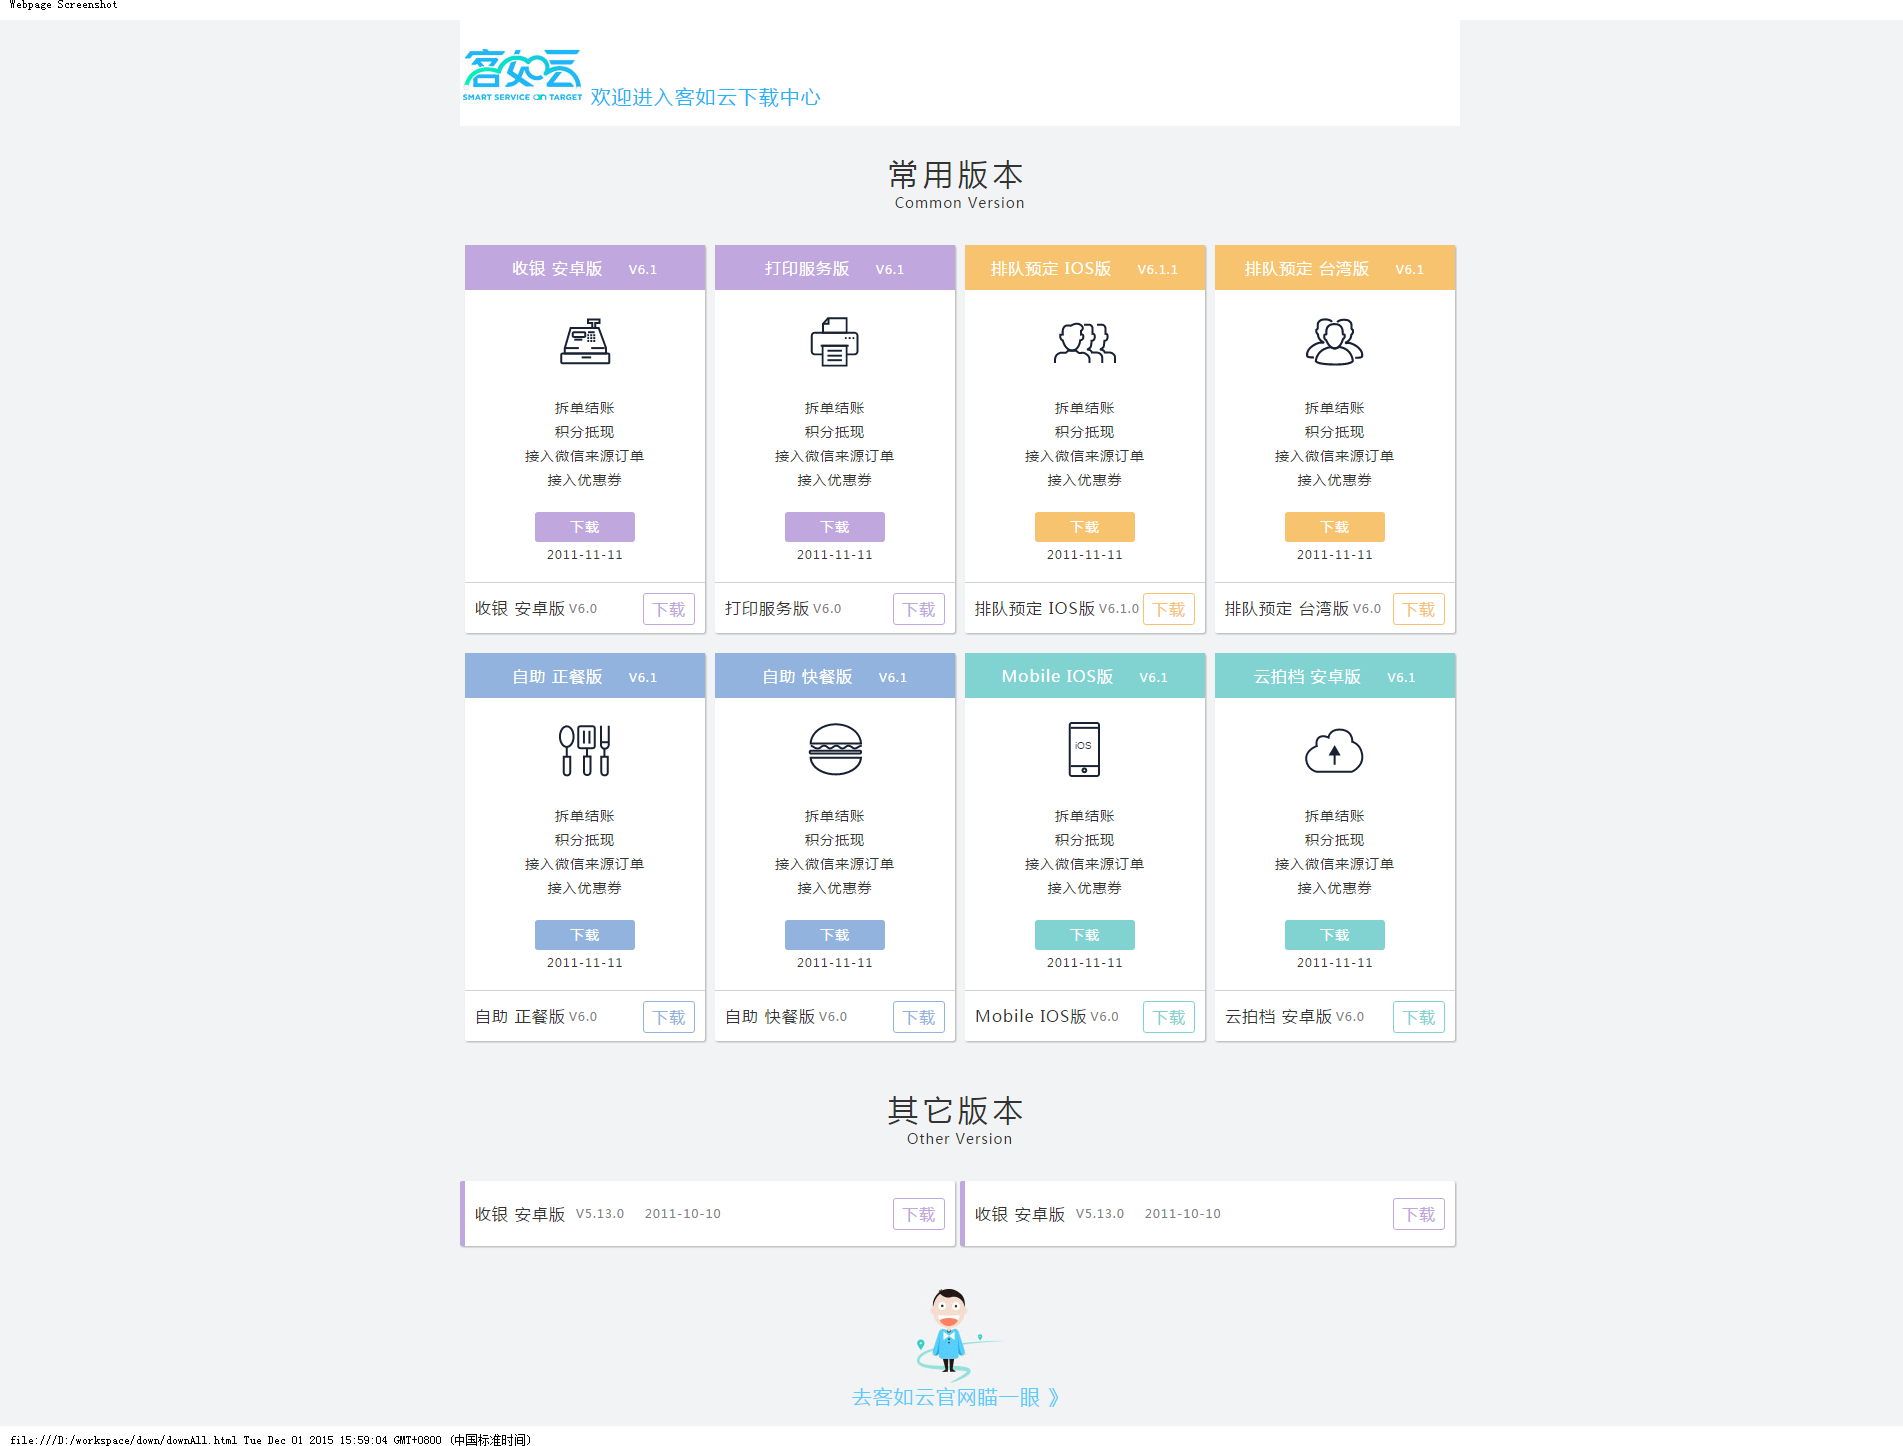 Webpage Screenshot
客如云
SMART SERVICE on TARGET
欢迎进入客如云下载中心
常用版本
Common Version
收银 安卓版 V6.1
拆单结账
积分抵现
接入微信来源订单
接入优惠券
下载
2011-11-11
收银 安卓版 V6.0 下载
打印服务版 V6.1
拆单结账
积分抵现
接入微信来源订单
接入优惠券
下载
2011-11-11
打印服务版 V6.0 下载
排队预定 IOS版 V6.1.1
拆单结账
积分抵现
接入微信来源订单
接入优惠券
下载
2011-11-11
排队预定 IOS版 V6.1.0 下载
排队预定 台湾版 V6.1
拆单结账
积分抵现
接入微信来源订单
接入优惠券
下载
2011-11-11
排队预定 台湾版 V6.0 下载
自助 正餐版 V6.1
拆单结账
积分抵现
接入微信来源订单
接入优惠券
下载
2011-11-11
自助 正餐版 V6.0 下载
自助 快餐版 V6.1
拆单结账
积分抵现
接入微信来源订单
接入优惠券
下载
2011-11-11
自助 快餐版 V6.0 下载
Mobile IOS版 V6.1
iOS
拆单结账
积分抵现
接入微信来源订单
接入优惠券
下载
2011-11-11
Mobile IOS版 V6.0 下载
云拍档 安卓版 V6.1
拆单结账
积分抵现
接入微信来源订单
接入优惠券
下载
2011-11-11
云拍档 安卓版 V6.0 下载
其它版本
Other Version
收银 安卓版 V5.13.0 2011-10-10 下载
收银 安卓版 V5.13.0 2011-10-10 下载
去客如云官网瞄一眼 》
file:///D:/workspace/down/downAll.html Tue Dec 01 2015 15:59:04 GMT+0800 (中国标准时间)